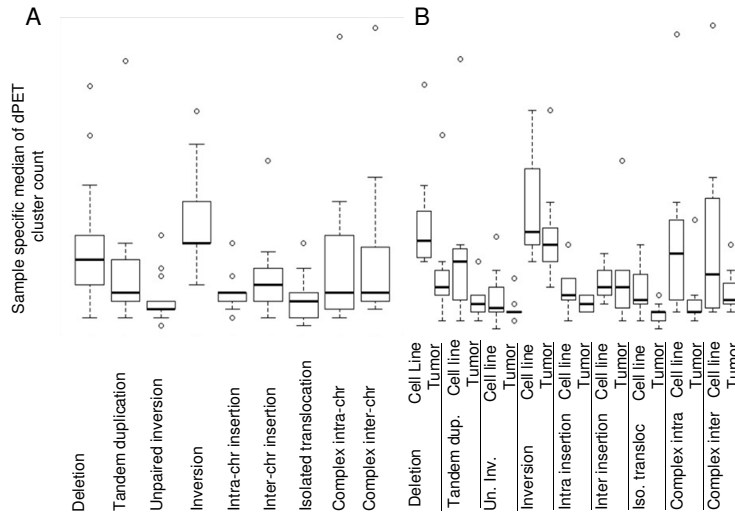 A
B
Sample specific median of dPET
cluster count
Deletion
Tandem duplication
Unpaired inversion
Inversion
Intra-chr insertion
Inter-chr insertion
Isolated translocation
Complex intra-chr
Complex inter-chr
Cell Line
Tumor
Cell line
Tumor
Cell line
Tumor
Cell line
Tumor
Cell line
Tumor
Cell line
Tumor
Cell line
Tumor
Cell line
Tumor
Cell line
Tumor
Deletion
Tandem dup.
Un. Inv.
Inversion
Intra insertion
Inter insertion
Iso. transloc
Complex intra
Complex inter